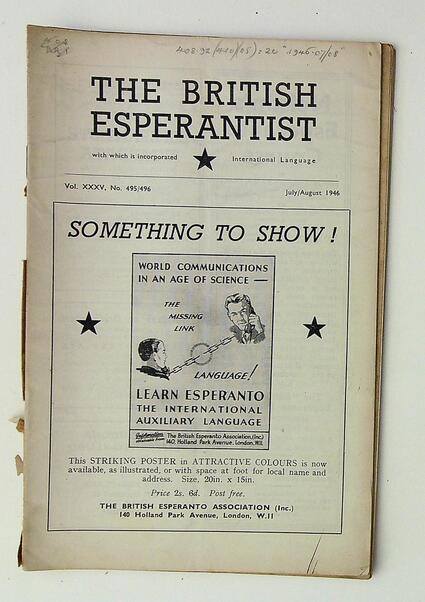 408.92(410)(05)=20 "1946-07/08"
THE BRITISH
ESPERANTIST
with which is incorporated ★ International Language
Vol. XXXV, No. 495/496 July/August 1946
SOMETHING TO SHOW!
WORLD COMMUNICATIONS
IN AN AGE OF SCIENCE —
THE
MISSING
LINK
LANGUAGE!
LEARN ESPERANTO
THE INTERNATIONAL
AUXILIARY LANGUAGE
The British Esperanto Association, (Inc.)
140, Holland Park Avenue, London, W.11
This STRIKING POSTER in ATTRACTIVE COLOURS is now
available, as illustrated, or with space at foot for local name and
address. Size, 20in. x 15in.
Price 2s. 6d. Post free.
THE BRITISH ESPERANTO ASSOCIATION (Inc.)
140 Holland Park Avenue, London, W.11